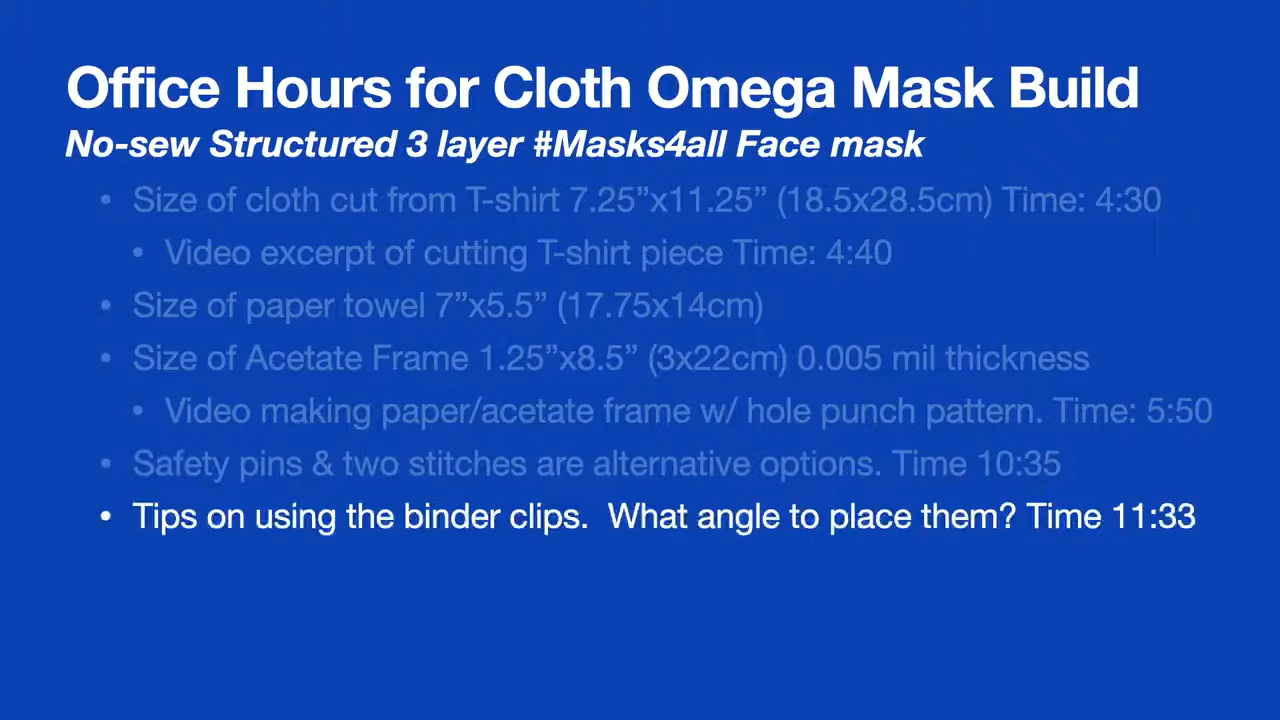 Office Hours for Cloth Omega Mask Build
No-sew Structured 3 layer #Masks4all Face mask
• Size of cloth cut from T-shirt 7.25”x11.25” (18.5x28.5cm) Time: 4:30
• Video excerpt of cutting T-shirt piece Time: 4:40
• Size of paper towel 7”x5.5” (17.75x14cm)
• Size of Acetate Frame 1.25”x8.5” (3x22cm) 0.005 mil thickness
• Video making paper/acetate frame w/ hole punch pattern. Time: 5:50
• Safety pins & two stitches are alternative options. Time 10:35
• Tips on using the binder clips.  What angle to place them? Time 11:33